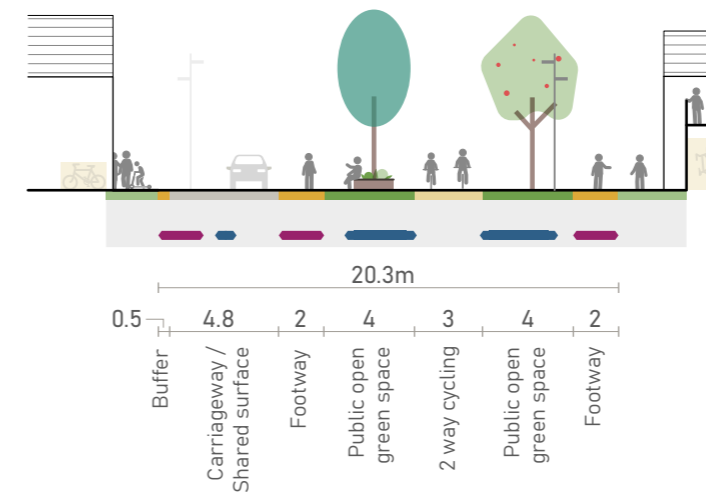 20.3m
0.5 4.8 2 4 3 4 2
Buffer
Carriageway /
Shared surface
Footway
Public open
green space
2 way cycling
Public open
green space
Footway